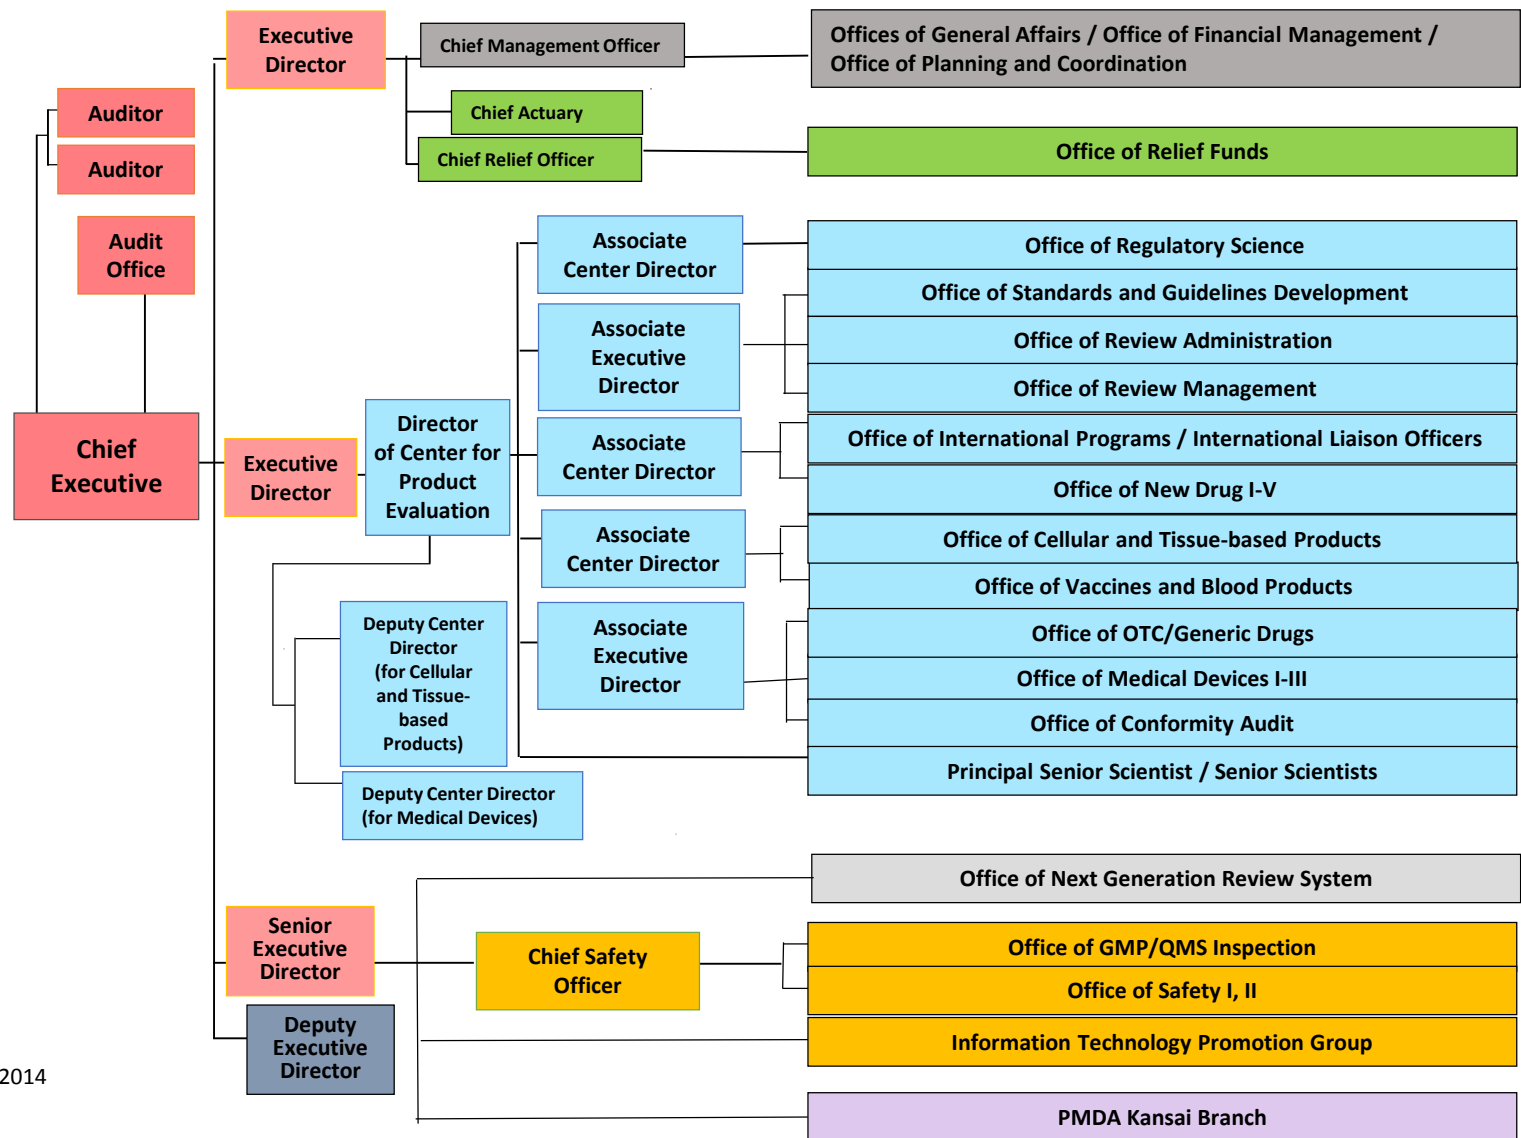 Executive
Director
Chief Management Officer
Offices of General Affairs / Office of Financial Management /
Office of Planning and Coordination
Auditor
Auditor
Chief Actuary
Chief Relief Officer
Office of Relief Funds
Audit
Office
Chief
Executive
Executive
Director
Director
of Center for
Product
Evaluation
Associate
Center Director
Office of Regulatory Science
Associate
Executive
Director
Office of Standards and Guidelines Development
Office of Review Administration
Office of Review Management
Associate
Center Director
Office of International Programs / International Liaison Officers
Office of New Drug I-V
Associate
Center Director
Office of Cellular and Tissue-based Products
Office of Vaccines and Blood Products
Associate
Executive
Director
Office of OTC/Generic Drugs
Office of Medical Devices I-III
Office of Conformity Audit
Principal Senior Scientist / Senior Scientists
Deputy Center
Director
(for Cellular
and Tissue-
based
Products)
Deputy Center Director
(for Medical Devices)
Office of Next Generation Review System
Senior
Executive
Director
Chief Safety
Officer
Office of GMP/QMS Inspection
Office of Safety I, II
Information Technology Promotion Group
Deputy
Executive
Director
2014
PMDA Kansai Branch